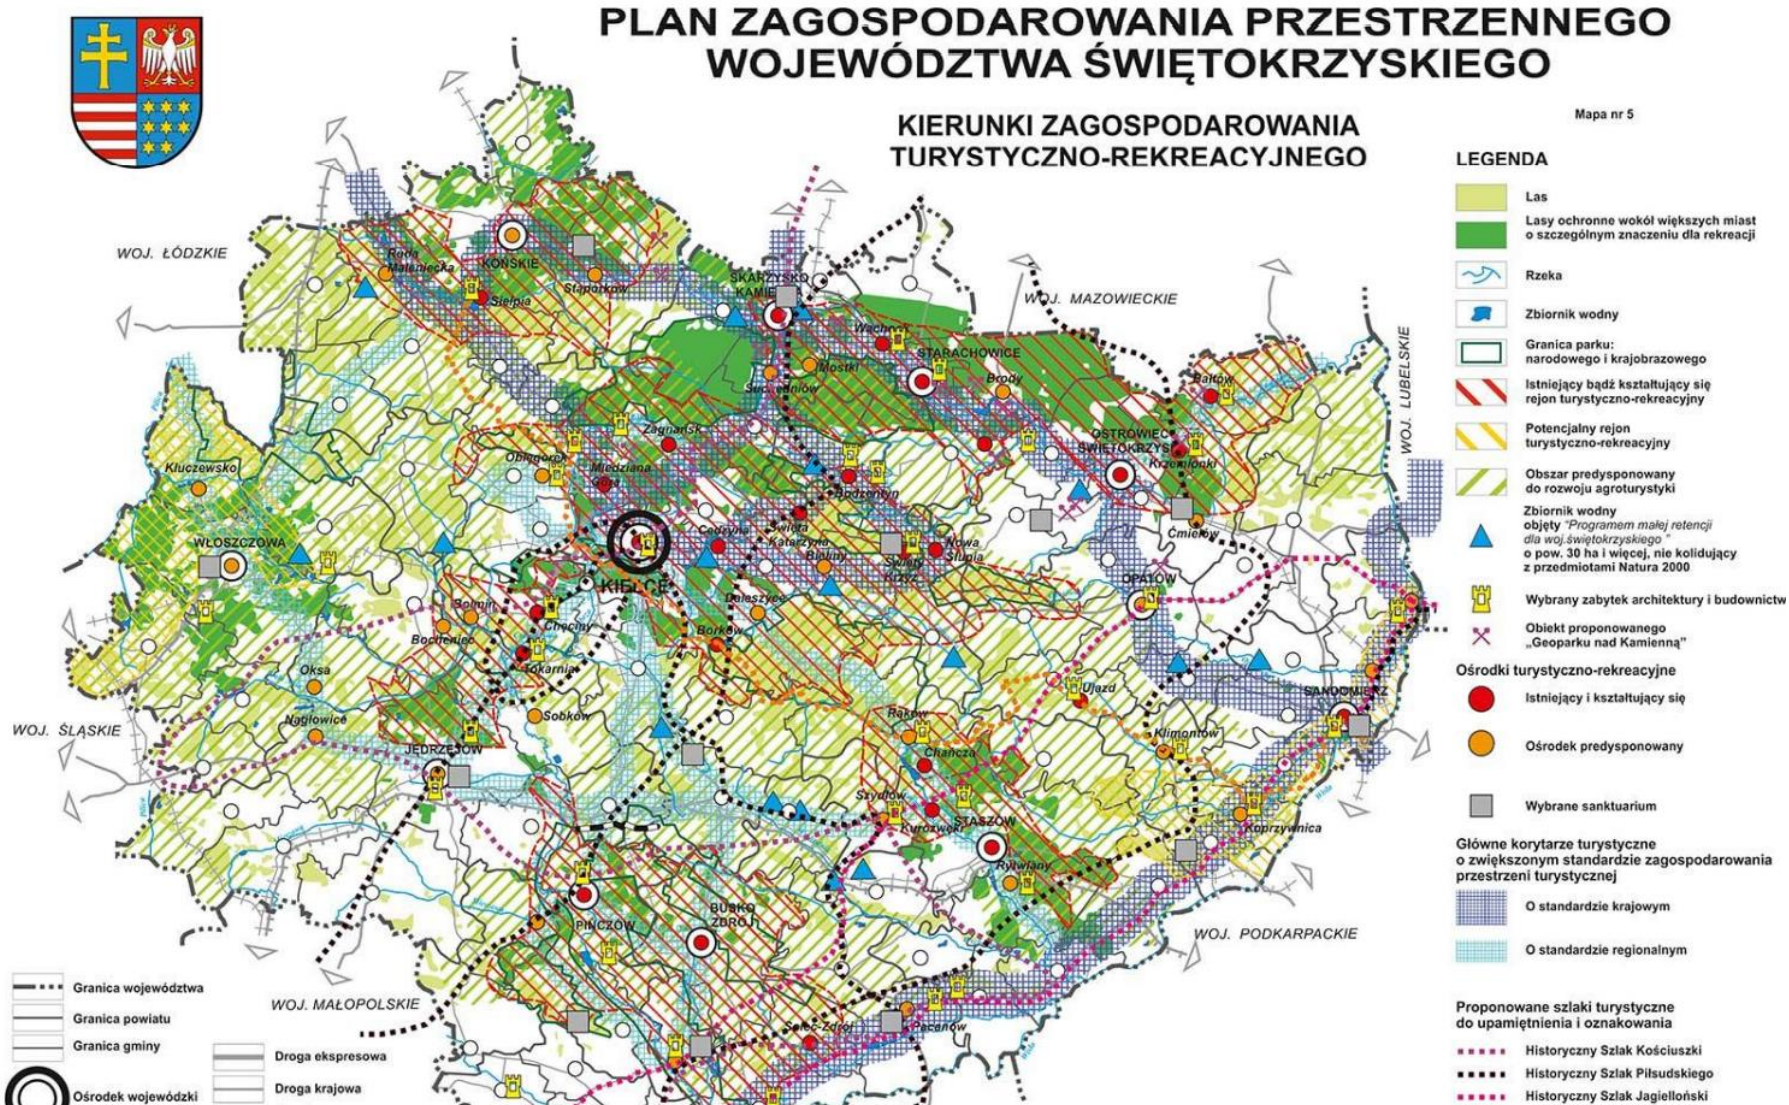 PLAN ZAGOSPODAROWANIA PRZESTRZENNEGO
WOJEWÓDZTWA ŚWIĘTOKRZYSKIEGO
KIERUNKI ZAGOSPODAROWANIA
TURYSTYCZNO-REKREACYJNEGO
Mapa nr 5
LEGENDA
Las
Lasy ochronne wokół większych miast
o szczególnym znaczeniu dla rekreacji
Rzeka
Zbiornik wodny
Granica parku:
narodowego i krajobrazowego
Istniejący bądź kształtujący się
rejon turystyczno-rekreacyjny
Potencjalny rejon
turystyczno-rekreacyjny
Obszar predysponowany
do rozwoju agroturystyki
Zbiornik wodny
objęty "Programem małej retencji
dla woj.świętokrzyskiego "
o pow. 30 ha i więcej, nie kolidujący
z przedmiotami Natura 2000
Wybrany zabytek architektury i budownictw
Obiekt proponowanego
„Geoparku nad Kamienną”
Ośrodki turystyczno-rekreacyjne
Istniejący i kształtujący się
Ośrodek predysponowany
Wybrane sanktuarium
Główne korytarze turystyczne
o zwiększonym standardzie zagospodarowania
przestrzeni turystycznej
O standardzie krajowym
O standardzie regionalnym
Proponowane szlaki turystyczne
do upamiętnienia i oznakowania
Historyczny Szlak Kościuszki
Historyczny Szlak Piłsudskiego
Historyczny Szlak Jagielloński
WOJ. ŁÓDZKIE
WOJ. MAZOWIECKIE
WOJ. LUBELSKIE
WOJ. ŚLĄSKIE
WOJ. MAŁOPOLSKIE
WOJ. PODKARPACKIE
Ruda
Maleniecka
KOŃSKIE
Stąporków
Sielpia
SKARŻYSKO
Wąchock
STARACHOWICE
Mostki
Suchedniów
Brody
Bałtów
OSTROWIEC
Krzemionki
Ćmielów
Zagnańsk
Oblęgorek
Miedziana
Góra
Bodzentyn
Kluczewsko
WŁOSZCZOWA
KIELCE
Cedzyna
Święta
Katarzyna
Bieliny
Święty
Krzyż
Nowa
Słupia
OPATÓW
Daleszyce
Borków
Bolmin
Bocheniec
Chęciny
Tokarnia
Oksa
Nagłowice
Sobków
JĘDRZEJÓW
Raków
Chańcza
Ujazd
Klimontów
SANDOMIERZ
Szydłów
Kurozwęki
STASZÓW
Koprzywnica
Rytwiany
PIŃCZÓW
BUSKO
ZDRÓJ
Solec-Zdrój
Pacanów
Granica województwa
Granica powiatu
Granica gminy
Ośrodek wojewódzki
Droga ekspresowa
Droga krajowa